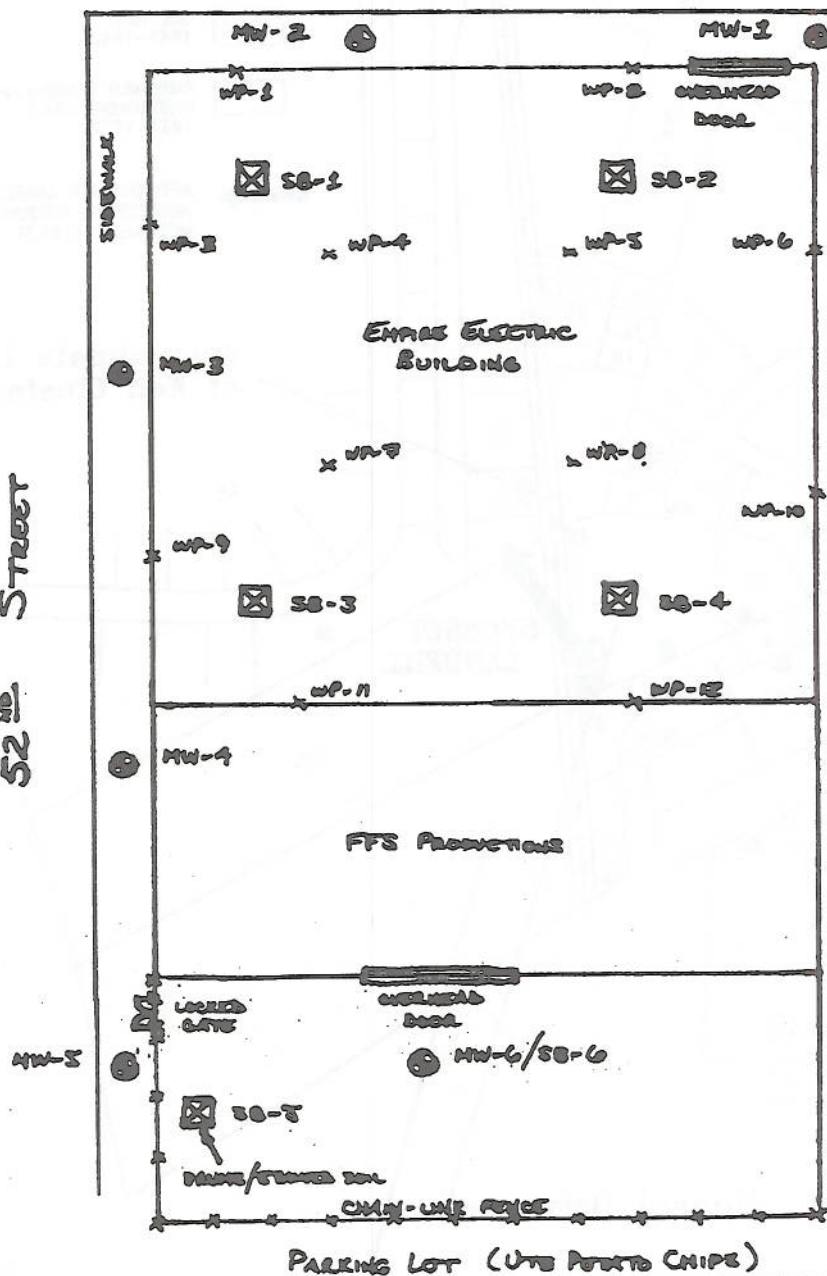 MW-2
MW-1
WP-1
WP-2
OVERHEAD
DOOR
SIDEWALK
SB-1
SB-2
WP-3
WP-4
WP-5
WP-6
EMPIRE ELECTRIC
BUILDING
MW-3
WP-7
WP-8
WP-10
52ND STREET
WP-9
SB-3
SB-4
WP-11
WP-12
MW-4
FFS PRODUCTIONS
LOCKED
GATE
OVERHEAD
DOOR
MW-5
MW-6/SB-6
SB-5
DRUMS/STAINED SOIL
CHAIN-LINK FENCE
PARKING LOT (UTE POTATO CHIPS)